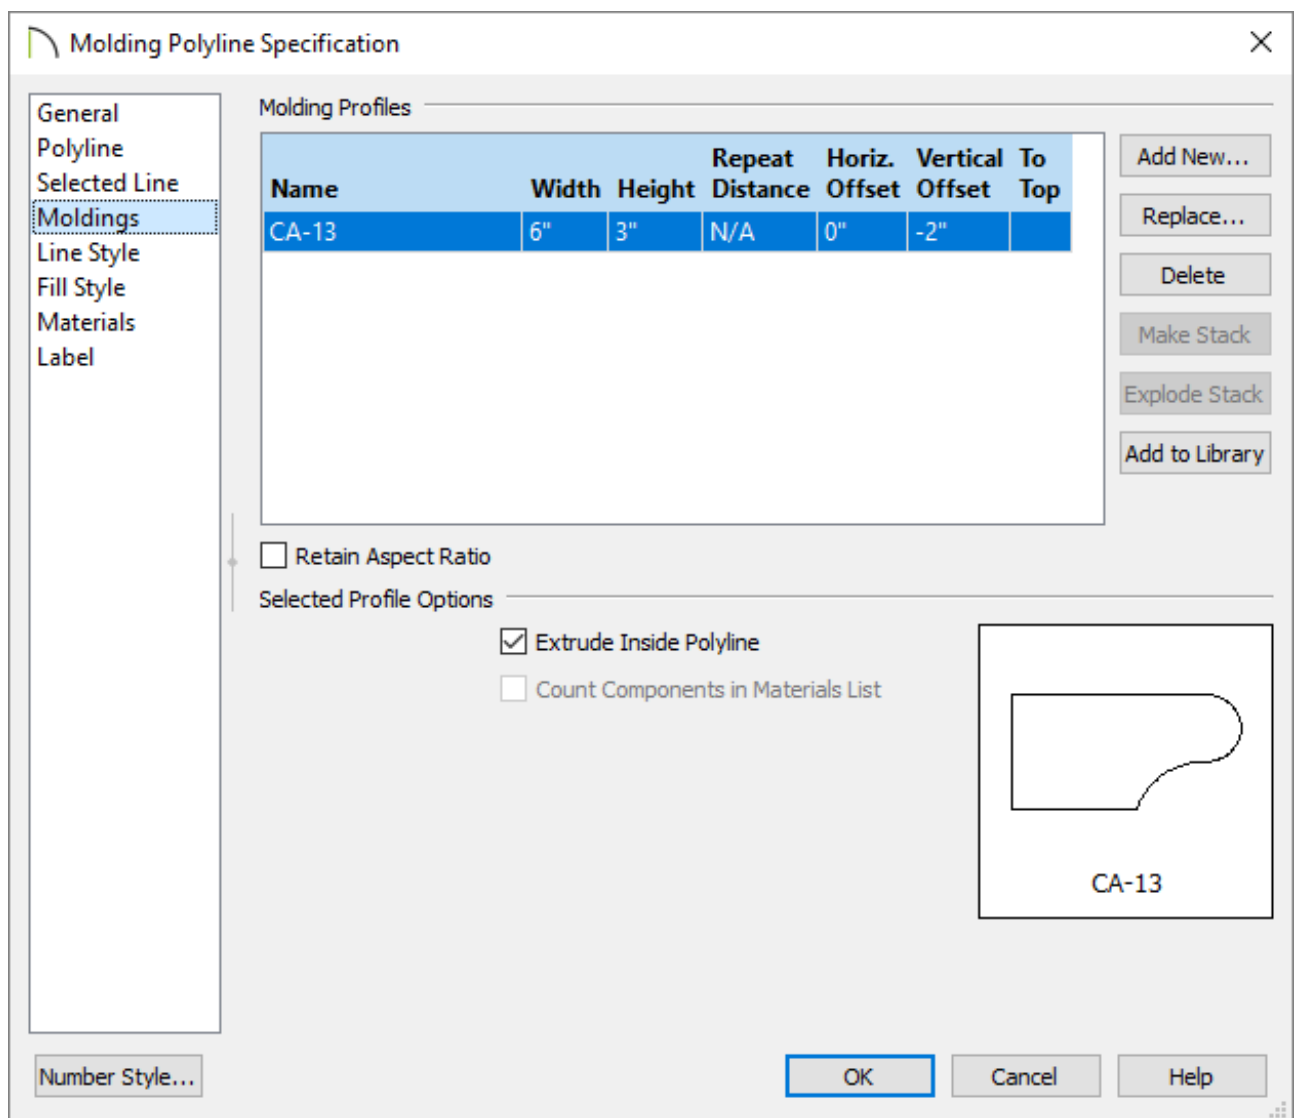 Molding Polyline Specification
General
Polyline
Selected Line
Moldings
Line Style
Fill Style
Materials
Label
Molding Profiles
Name Width Height Repeat Distance Horiz. Offset Vertical Offset To Top
CA-13 6" 3" N/A 0" -2"
Add New...
Replace...
Delete
Make Stack
Explode Stack
Add to Library
Retain Aspect Ratio
Selected Profile Options
Extrude Inside Polyline
Count Components in Materials List
CA-13
Number Style...
OK Cancel Help